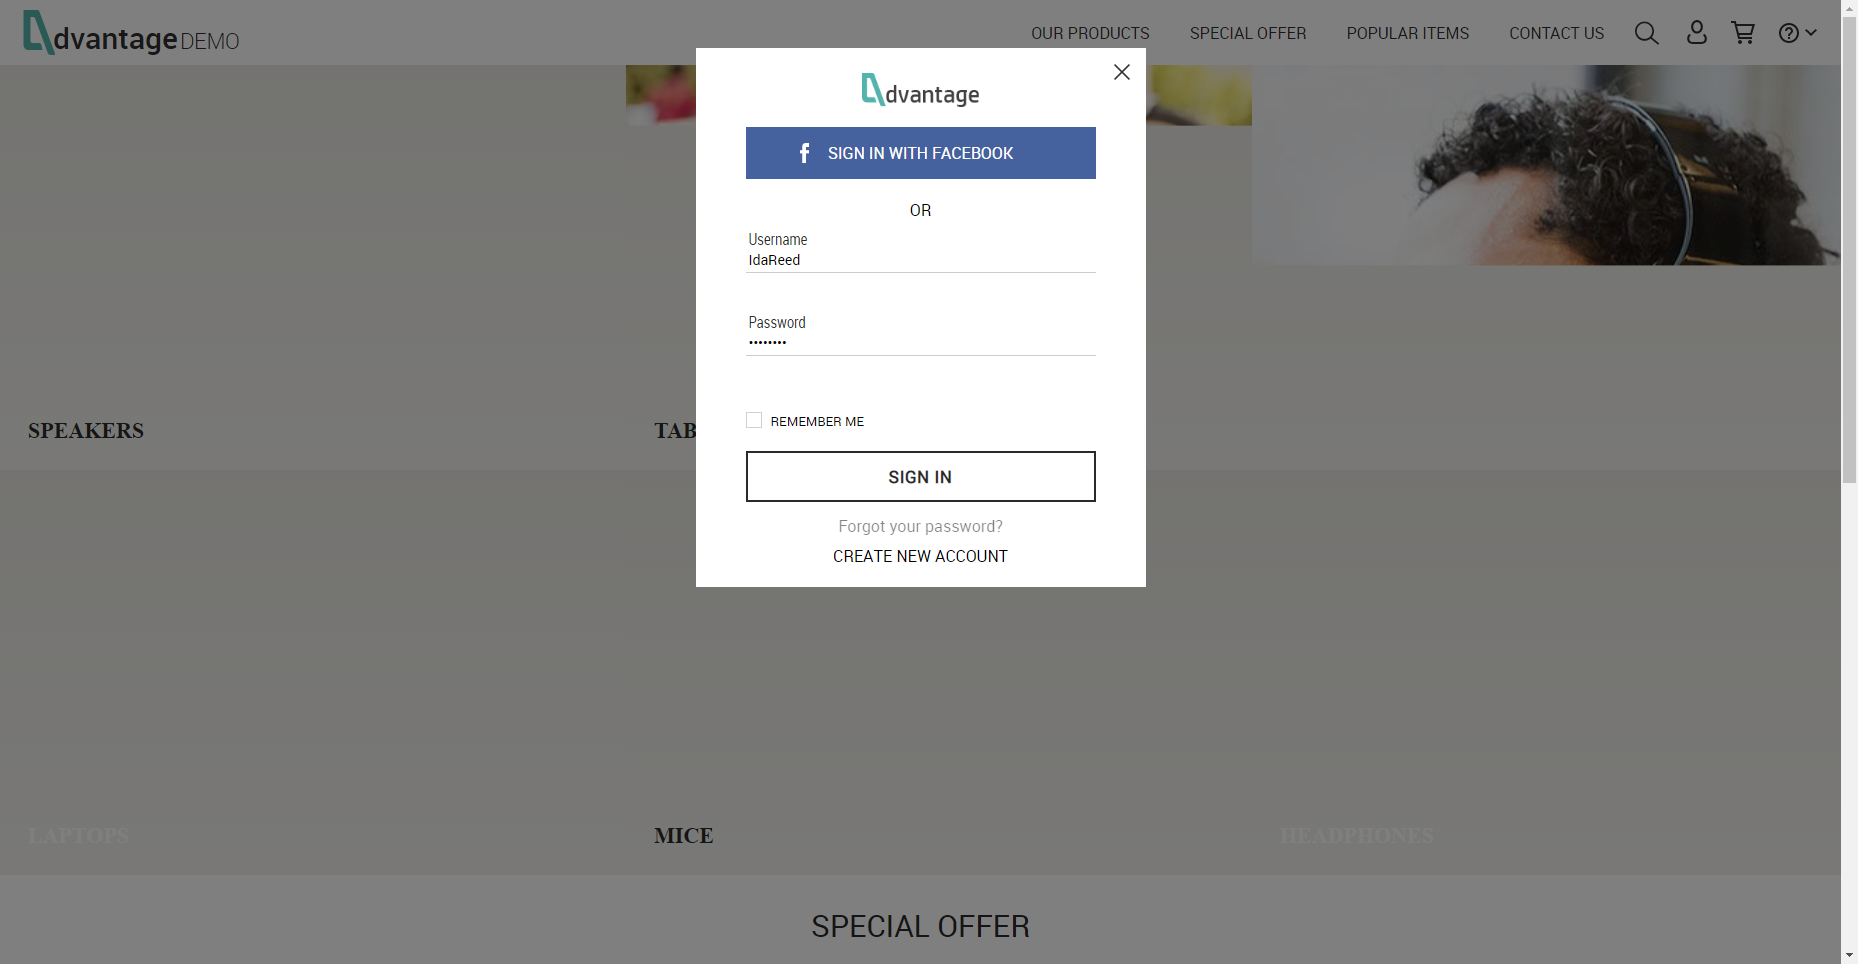 dvantage DEMO
OUR PRODUCTS
SPECIAL OFFER
POPULAR ITEMS
CONTACT US
dvantage
SIGN IN WITH FACEBOOK
OR
Username
IdaReed
Password
••••••••
REMEMBER ME
SIGN IN
Forgot your password?
CREATE NEW ACCOUNT
SPEAKERS
TAB
LAPTOPS
MICE
HEADPHONES
SPECIAL OFFER